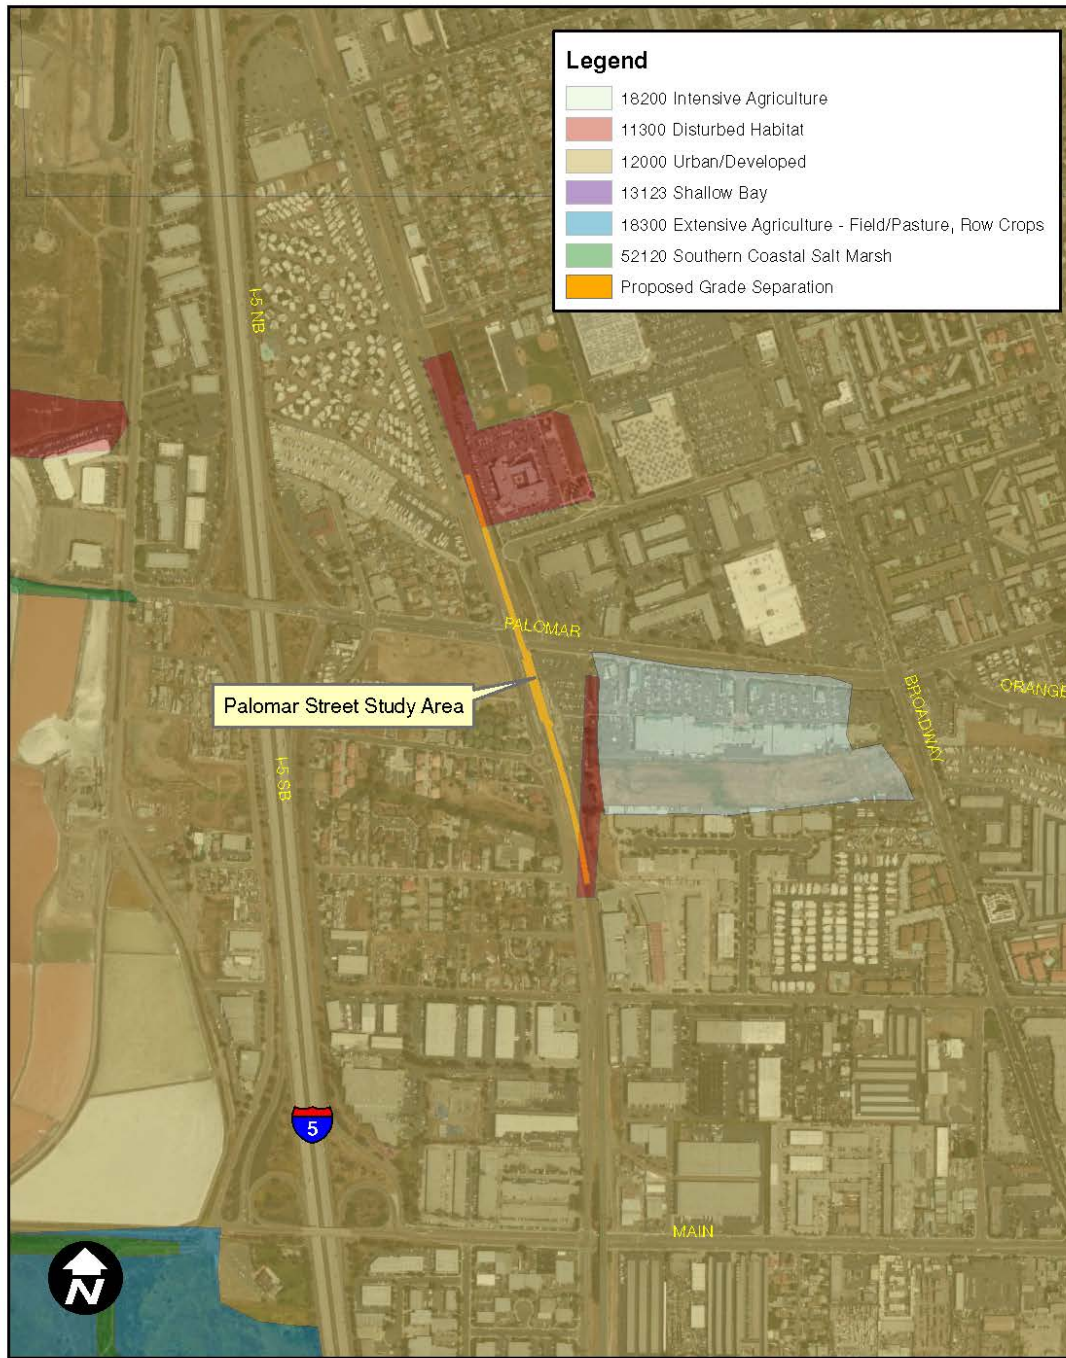 Legend
18200 Intensive Agriculture
11300 Disturbed Habitat
12000 Urban/Developed
13123 Shallow Bay
18300 Extensive Agriculture - Field/Pasture, Row Crops
52120 Southern Coastal Salt Marsh
Proposed Grade Separation
I-5 NB
PALOMAR
Palomar Street Study Area
BROADWAY
ORANGE
I-5 SB
5
MAIN
N